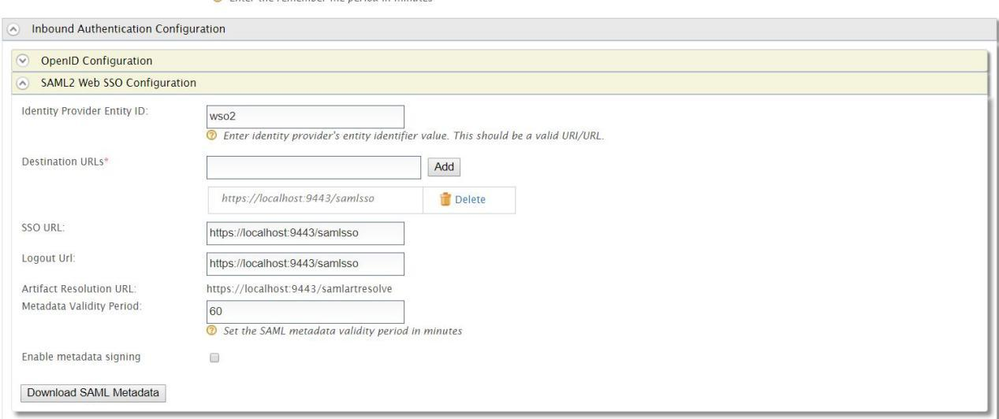 Enter the remember me period in minutes
Inbound Authentication Configuration
OpenID Configuration
SAML2 Web SSO Configuration
Identity Provider Entity ID:
wso2
Enter identity provider's entity identifier value. This should be a valid URI/URL.
Destination URLs*
Add
https://localhost:9443/samlsso
Delete
SSO URL:
https://localhost:9443/samlsso
Logout Url:
https://localhost:9443/samlsso
Artifact Resolution URL:
https://localhost:9443/samlartresolve
Metadata Validity Period:
60
Set the SAML metadata validity period in minutes
Enable metadata signing
Download SAML Metadata